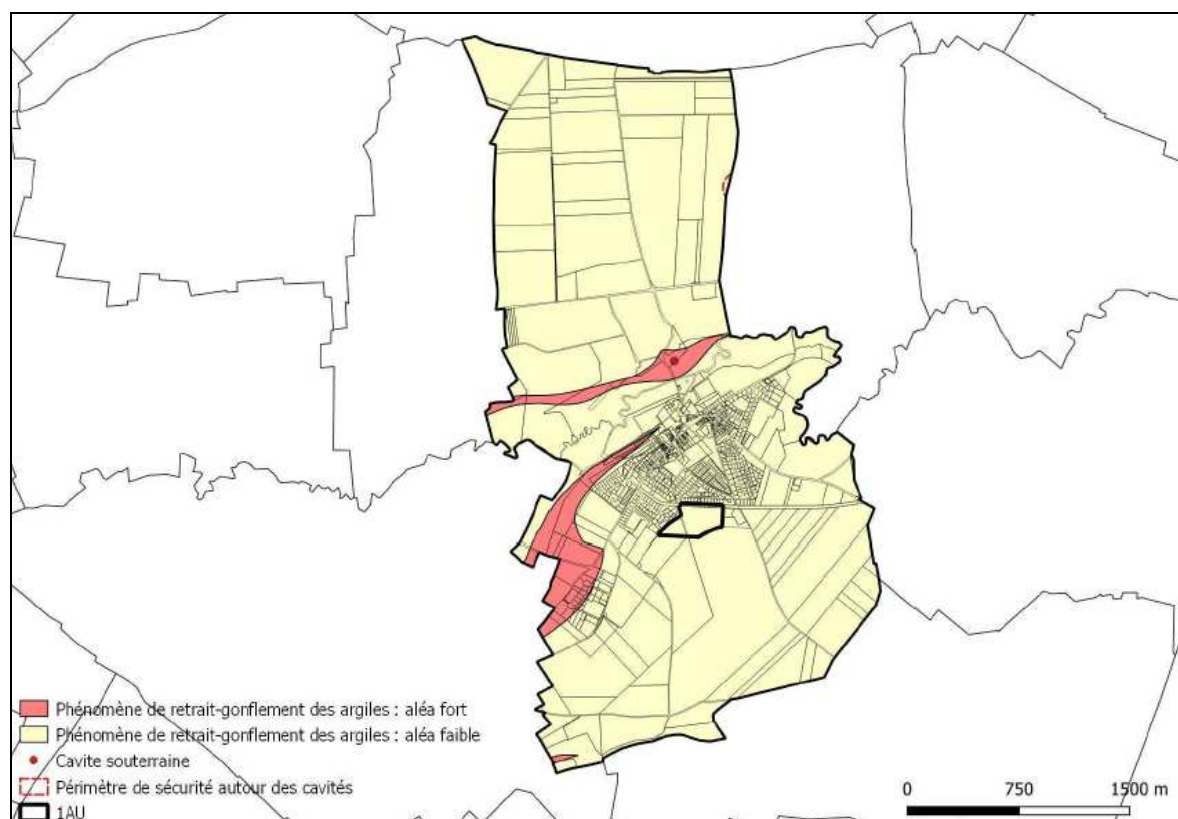 Phénomène de retrait-gonflement des argiles : aléa fort
Phénomène de retrait-gonflement des argiles : aléa faible
Cavite souterraine
Périmètre de sécurité autour des cavités
1AU
0 750 1500 m